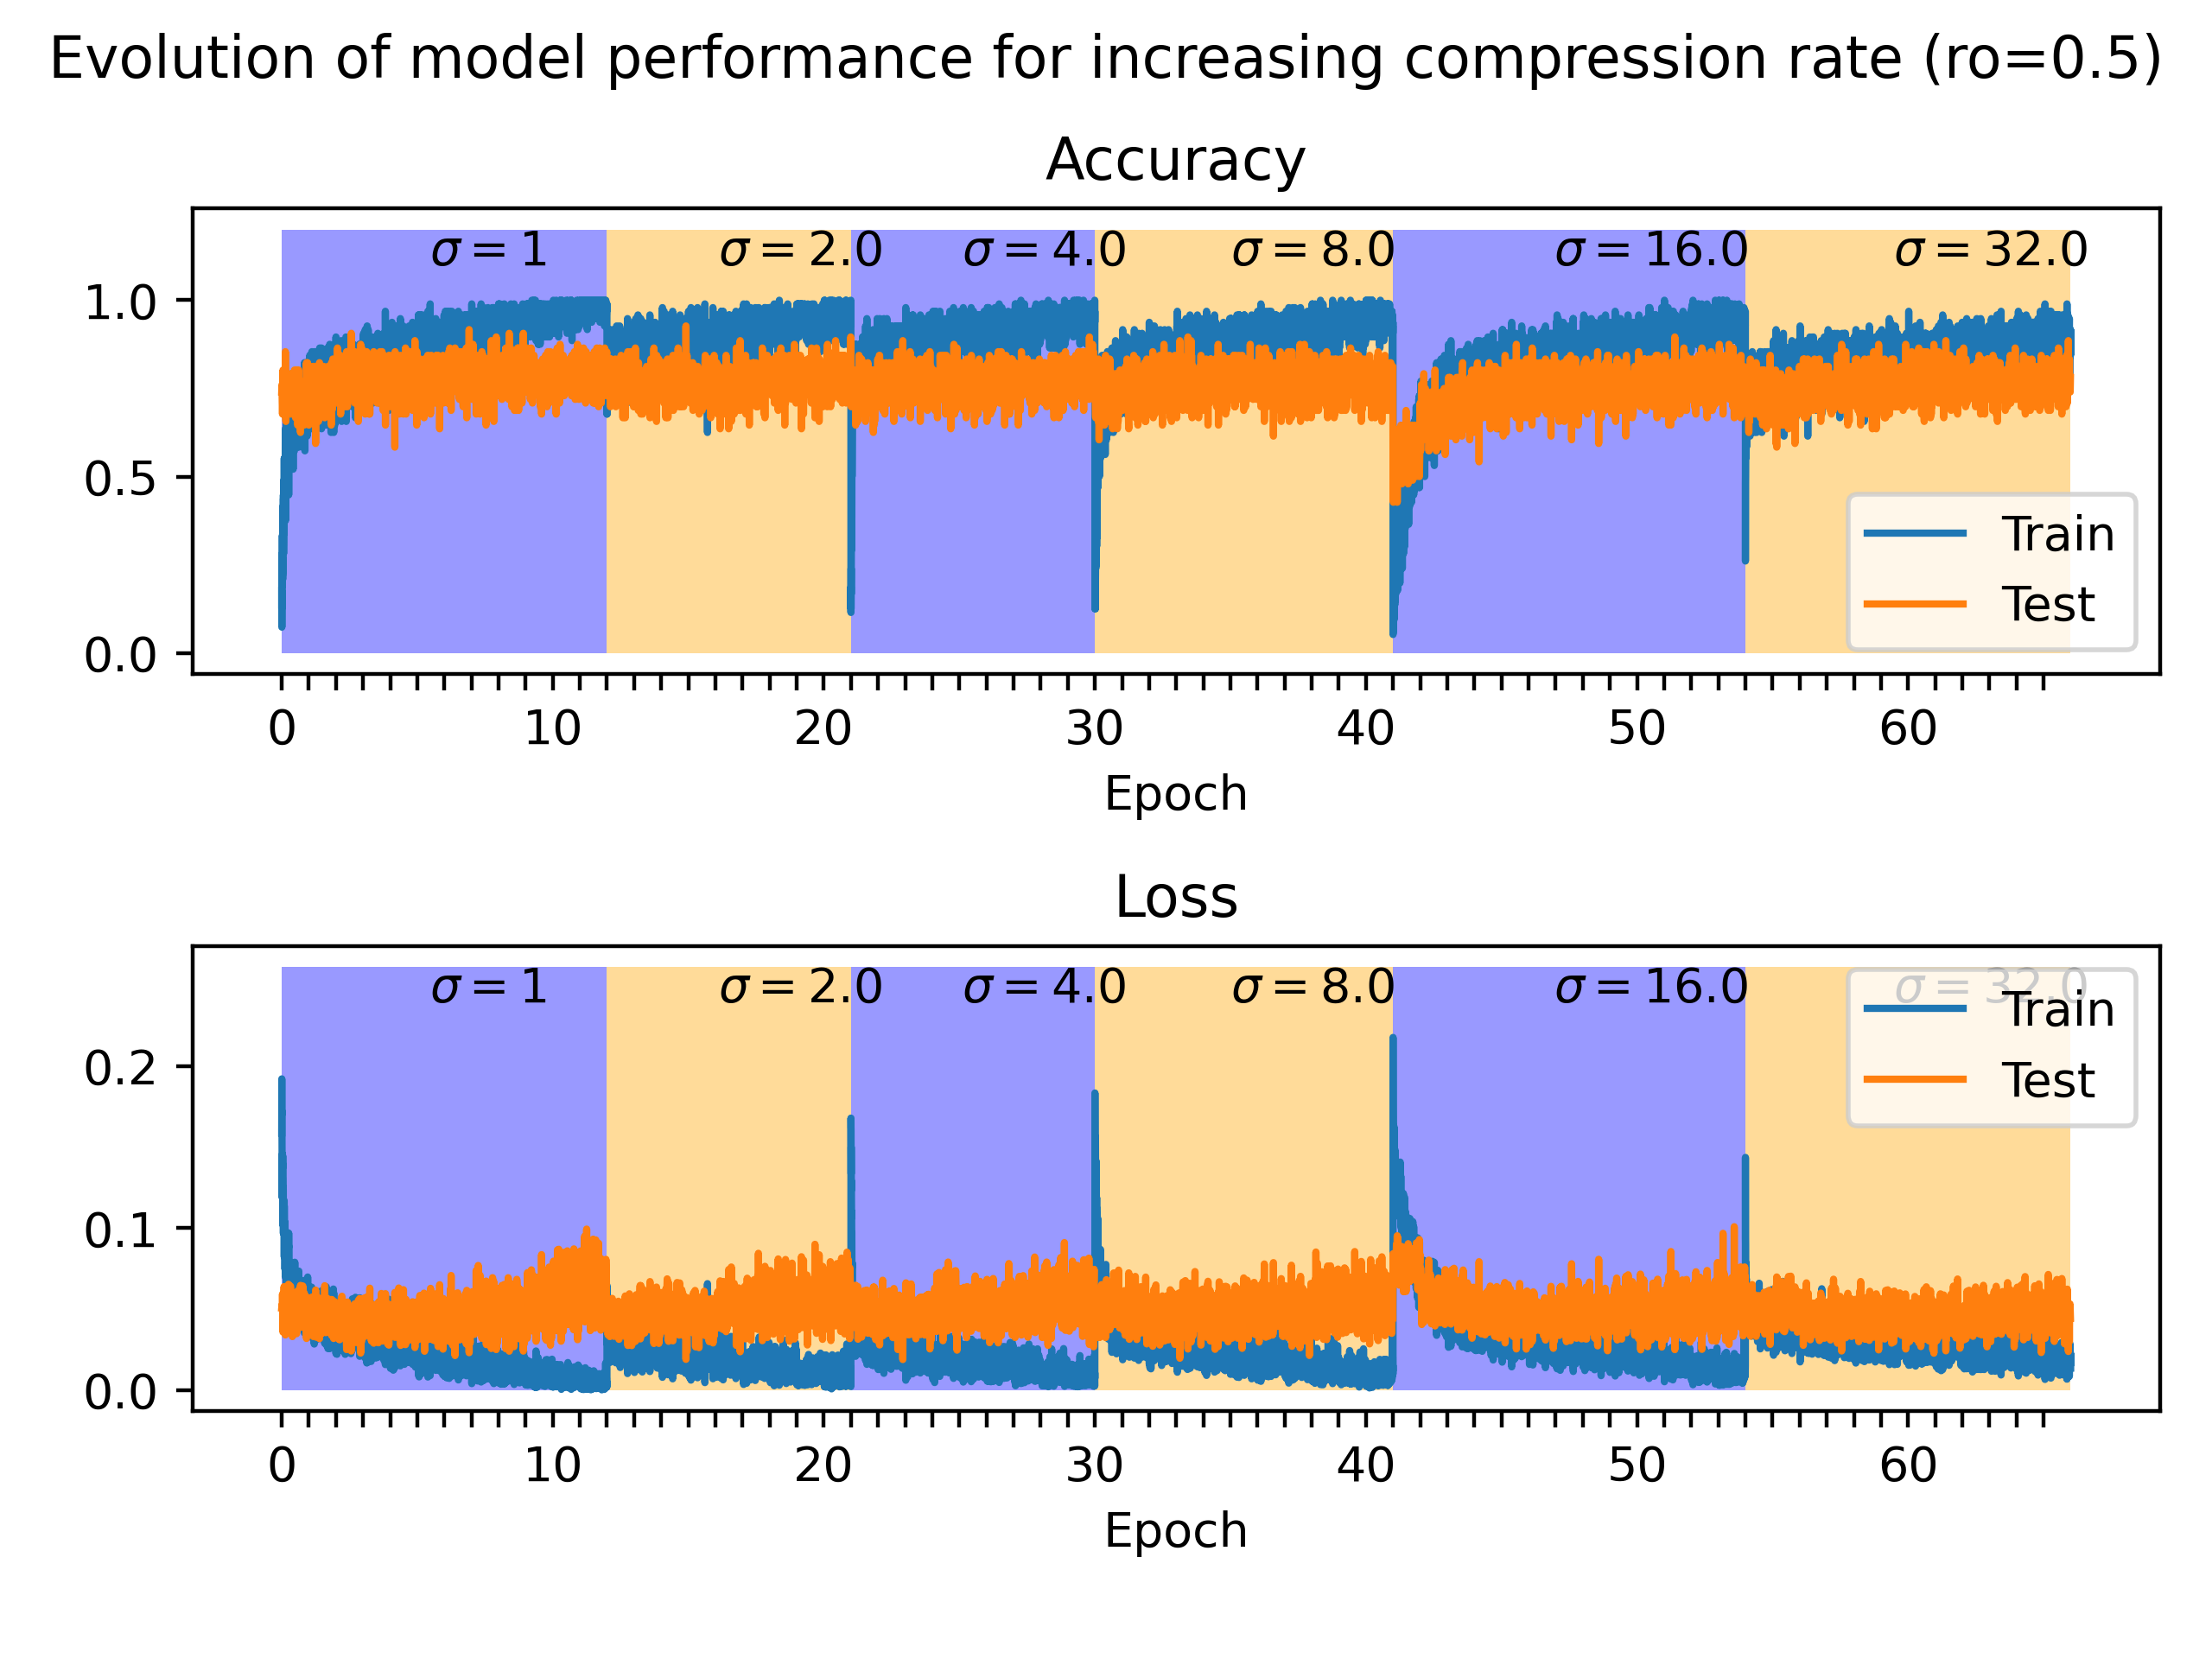 Evolution of model performance for increasing compression rate (ro=0.5)
Accuracy
σ = 1 σ = 2.0 σ = 4.0 σ = 8.0 σ = 16.0 σ = 32.0
1.0
0.5
0.0
Train
Test
0 10 20 30 40 50 60
Epoch
Loss
σ = 1 σ = 2.0 σ = 4.0 σ = 8.0 σ = 16.0 σ = 32.0
Train
Test
0.2
0.1
0.0
0 10 20 30 40 50 60
Epoch